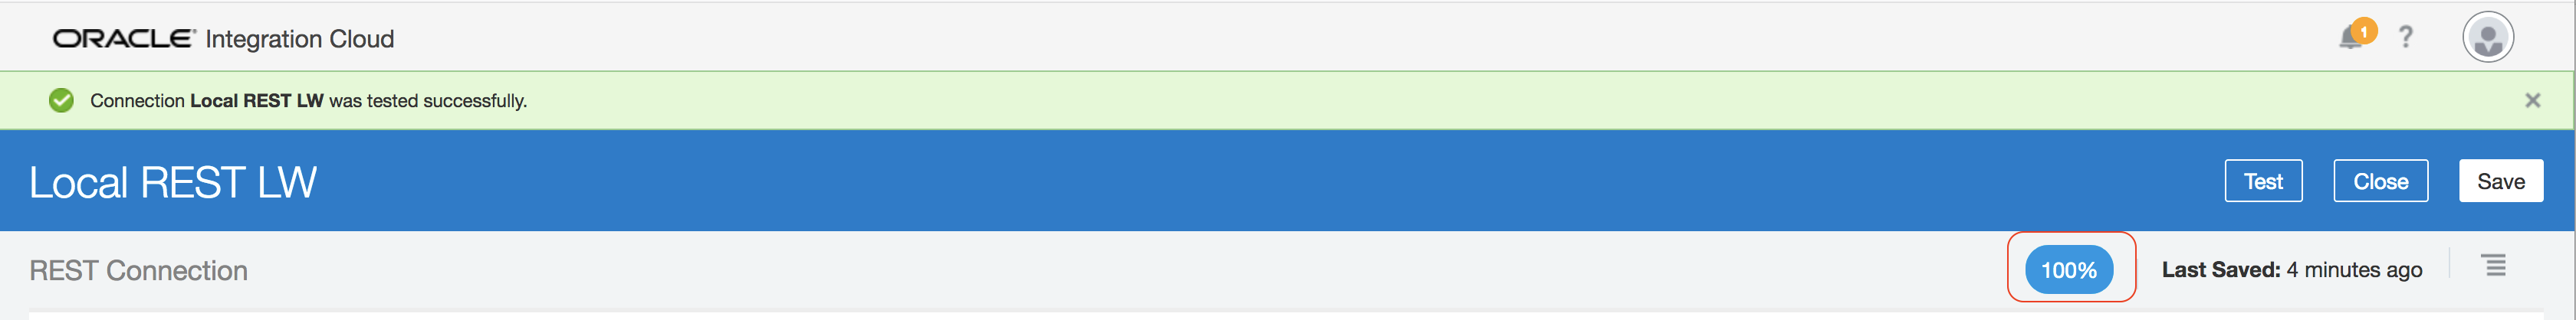 ORACLE® Integration Cloud
1 ?
Connection Local REST LW was tested successfully.
Local REST LW
Test Close Save
REST Connection
100% Last Saved: 4 minutes ago